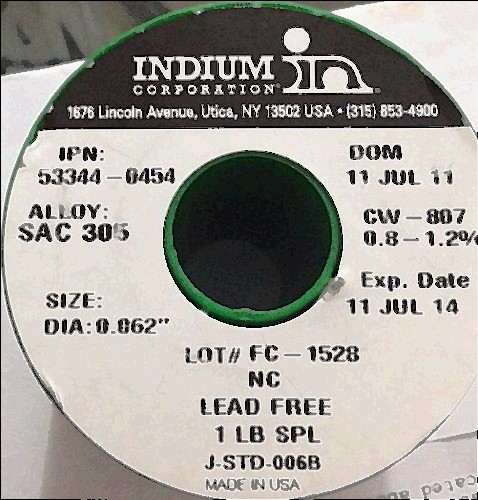 INDIUM
CORPORATION
1676 Lincoln Avenue, Utica, NY 13502 USA • (315) 853-4900
IPN:
53344-0454
DOM
11 JUL 11
ALLOY:
SAC 305
CW-807
0.8-1.2%
Exp. Date
11 JUL 14
SIZE:
DIA:0.062"
LOT# FC-1528
NC
LEAD FREE
1 LB SPL
J-STD-006B
MADE IN USA